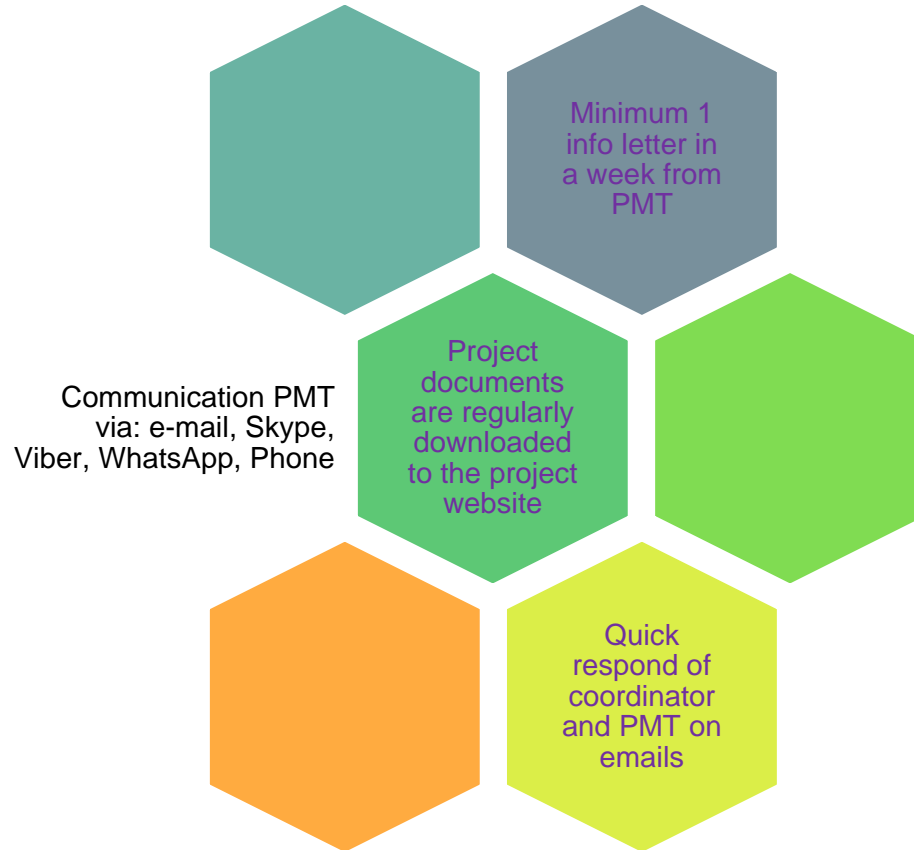 Minimum 1
info letter in
a week from
PMT
Communication PMT
via: e-mail, Skype,
Viber, WhatsApp, Phone
Project
documents
are regularly
downloaded
to the project
website
Quick
respond of
coordinator
and PMT on
emails